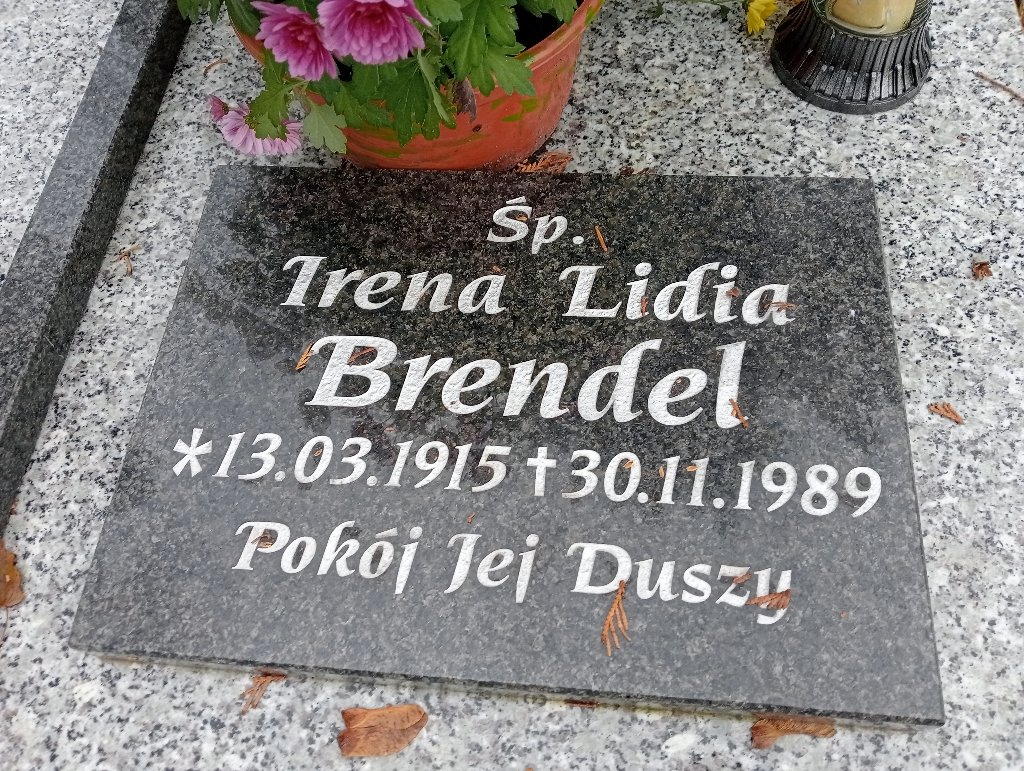 Śp.
Irena Lidia
Brendel
*13.03.1915 ✝ 30.11.1989
Pokój Jej Duszy